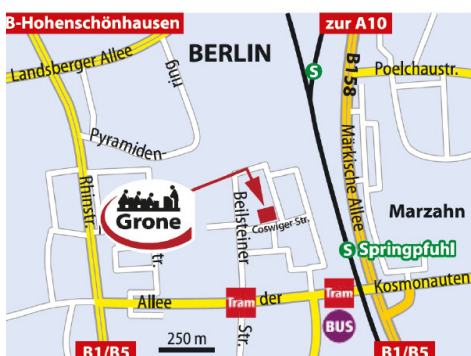 B-Hohenschönhausen
zur A10
BERLIN
Landsberger Allee
ring
S
B158
Poelchaustr.
Pyramiden
Rhinstr.
Grone
tr.
Beilsteiner
Coswiger Str.
Märkische Allee
Marzahn
S Springpfuhl
Allee
Tram
der
Tram
Kosmonauten
BUS
Str.
250 m
B1/B5
B1/B5